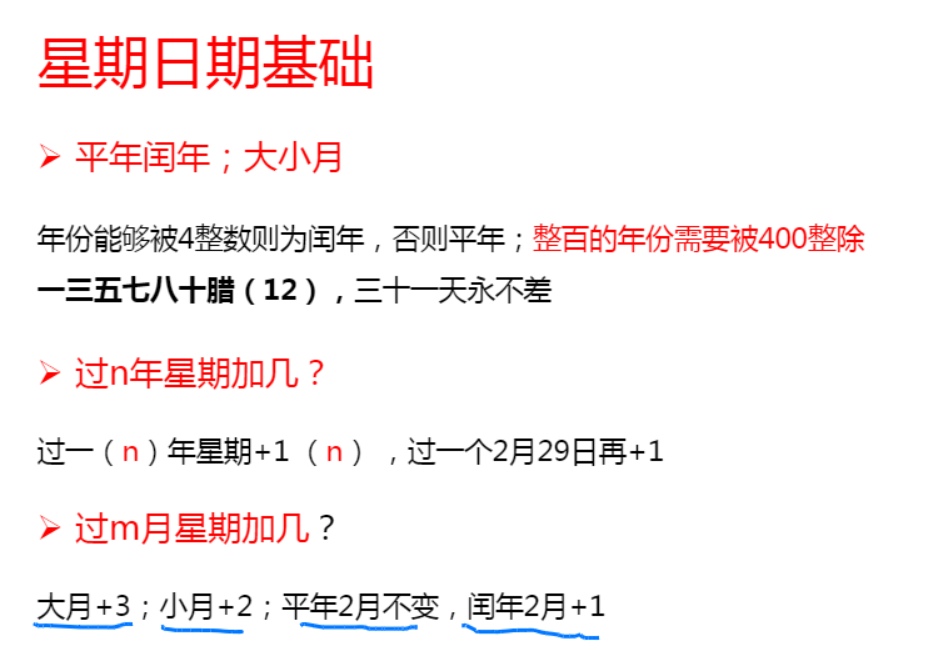 星期日期基础
➢ 平年闰年；大小月
年份能够被4整数则为闰年，否则平年；整百的年份需要被400整除
一三五七八十腊（12），三十一天永不差
➢ 过n年星期加几？
过一（n）年星期+1（n），过一个2月29日再+1
➢ 过m月星期加几？
大月+3；小月+2；平年2月不变，闰年2月+1